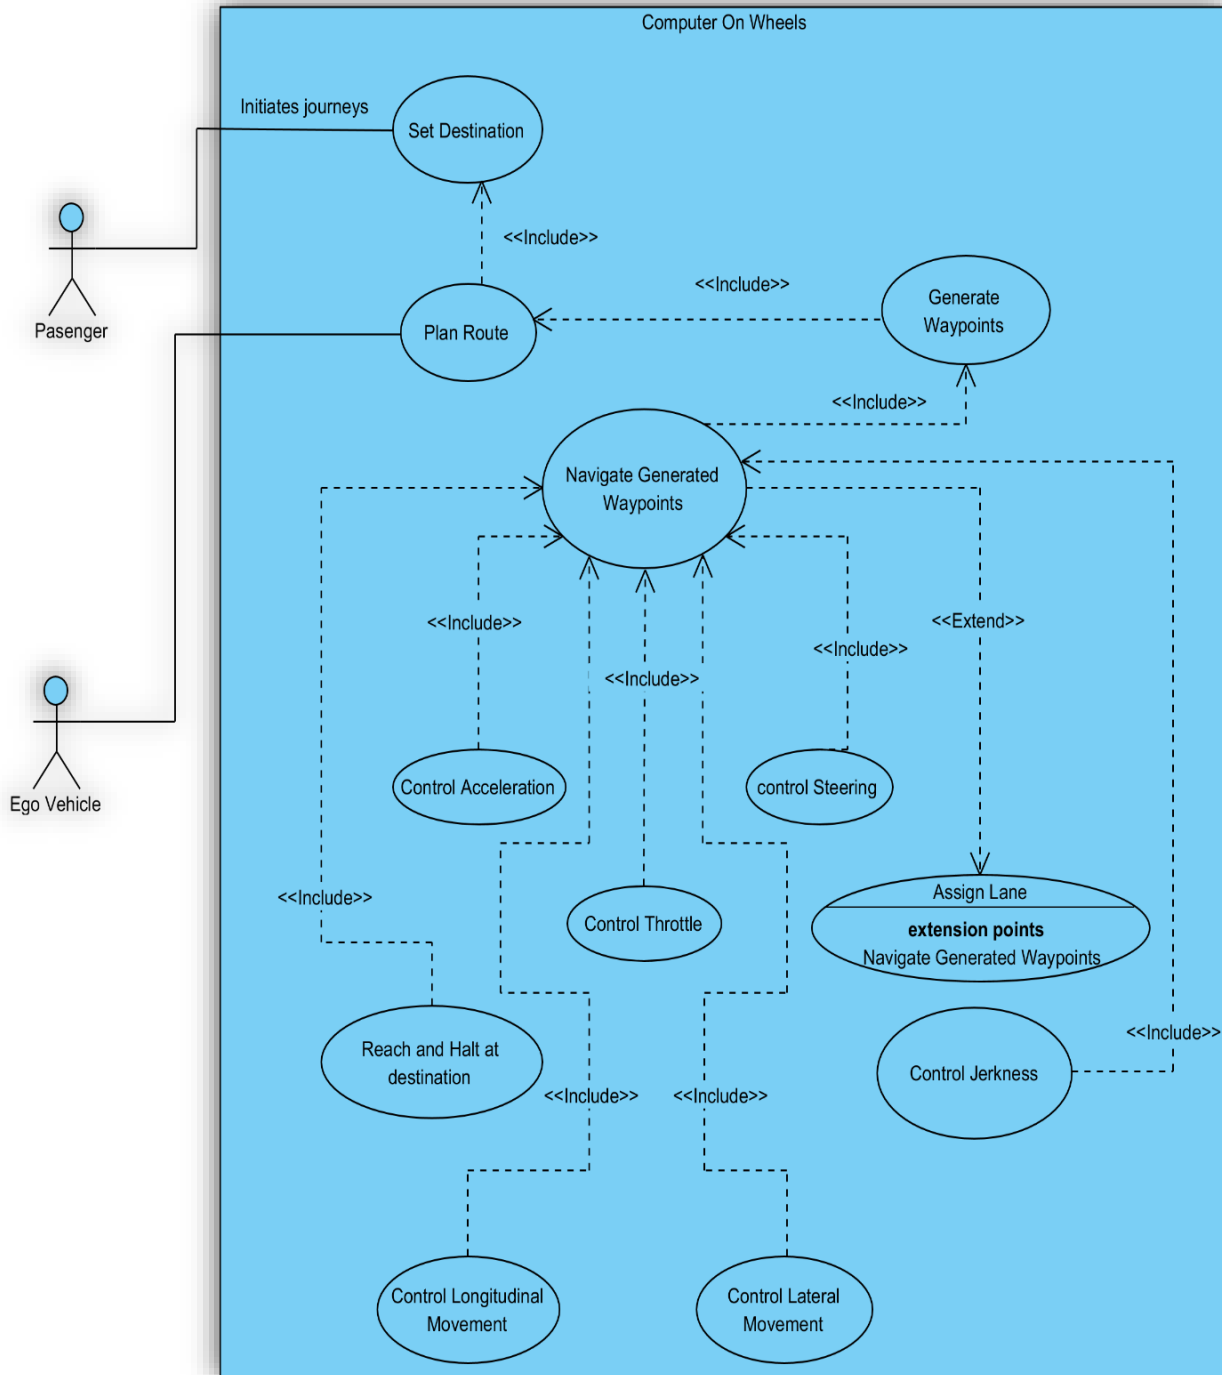 Computer On Wheels
Initiates journeys
Set Destination
<<Include>>
Pasenger
Plan Route
<<Include>>
Generate
Waypoints
<<Include>>
Navigate Generated
Waypoints
<<Include>>
<<Include>>
<<Include>>
<<Extend>>
Ego Vehicle
Control Acceleration
control Steering
<<Include>>
Control Throttle
Assign Lane
extension points
Navigate Generated Waypoints
Reach and Halt at
destination
Control Jerkness
<<Include>>
<<Include>>
<<Include>>
Control Longitudinal
Movement
Control Lateral
Movement